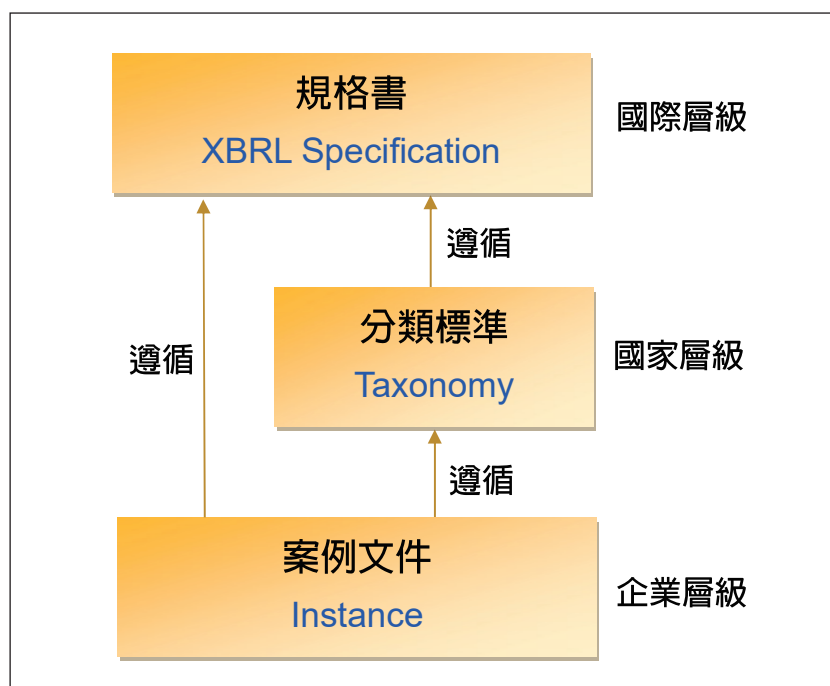 規格書
XBRL Specification
國際層級
遵循
分類標準
Taxonomy
國家層級
遵循
遵循
案例文件
Instance
企業層級